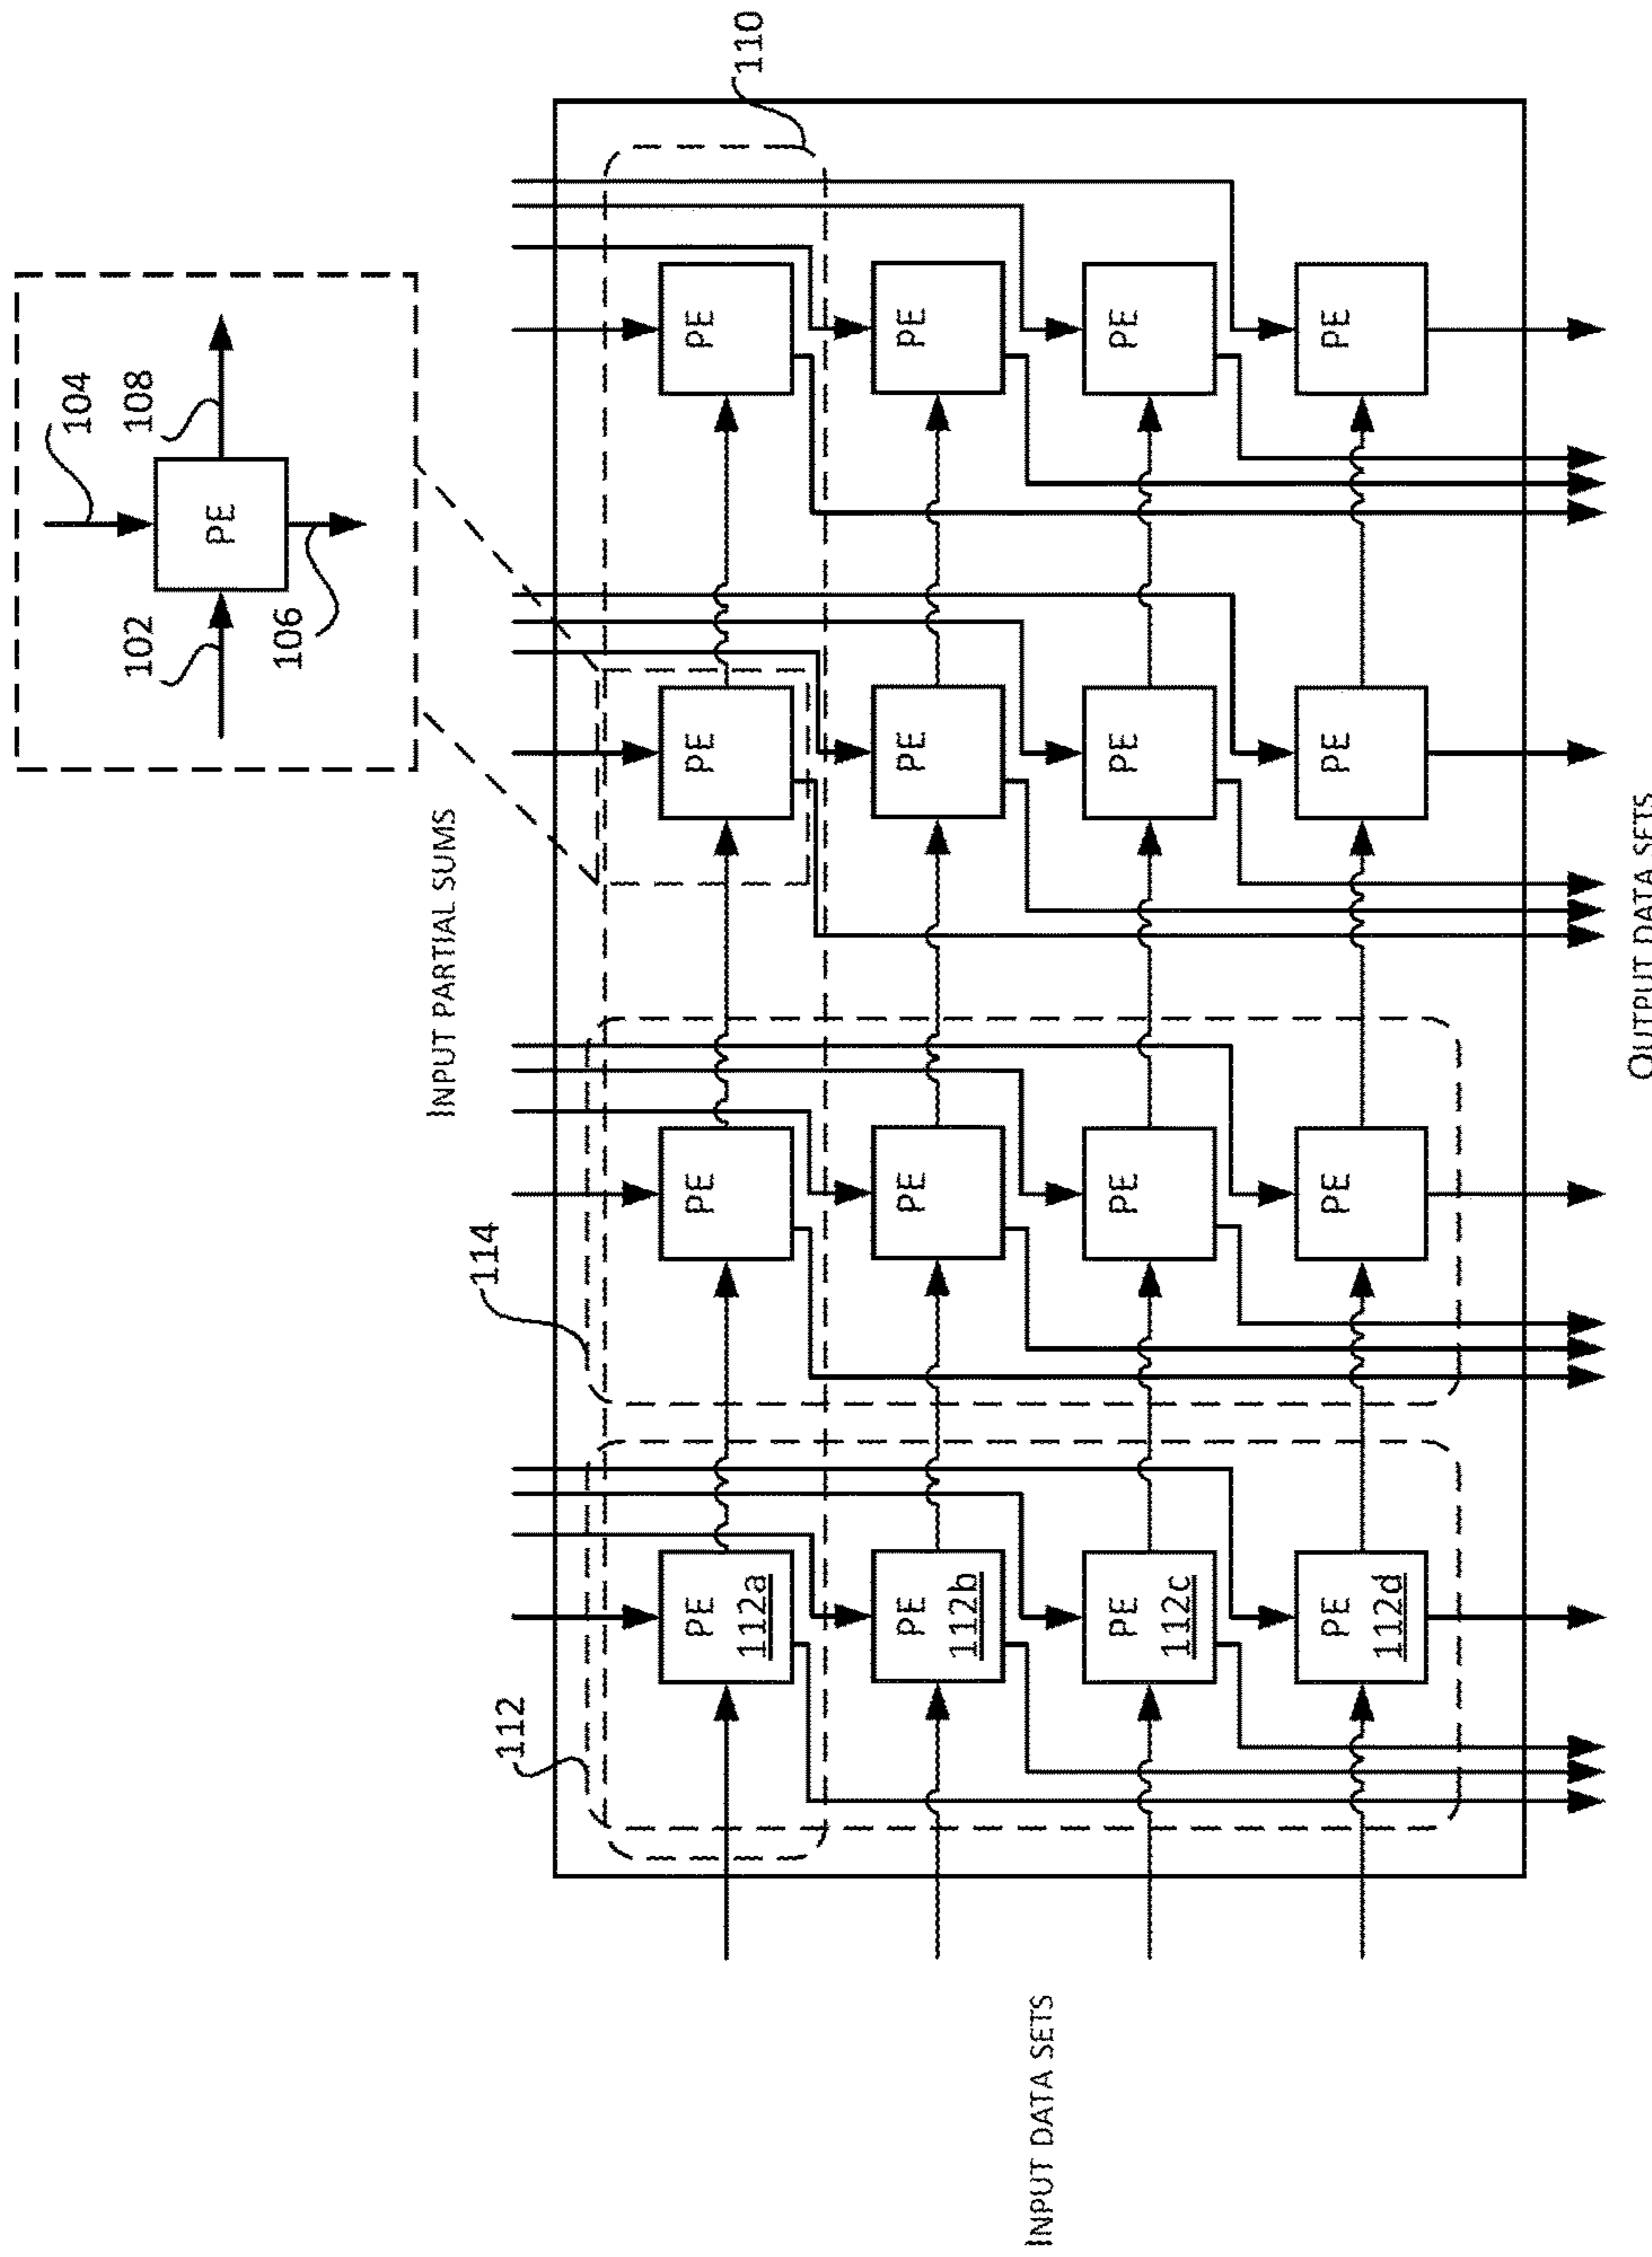 104
102
108
PE
106
INPUT PARTIAL SUMS
114
112
110
PE
112a
PE
PE
PE
PE
112b
PE
PE
PE
INPUT DATA SETS
PE
112c
PE
PE
PE
PE
112d
PE
PE
PE
OUTPUT DATA SETS